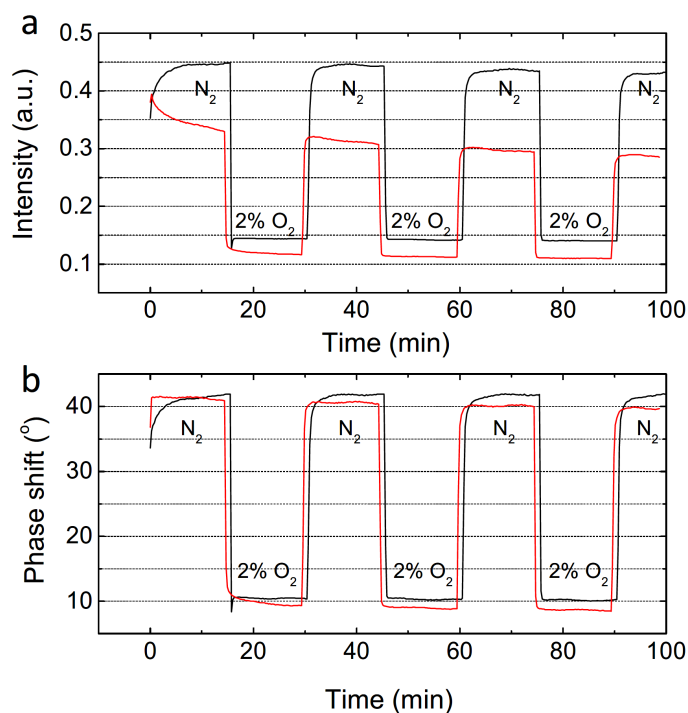 a
Intensity (a.u.)
0.5
0.4
0.3
0.2
0.1
N2 N2 N2 N2
2% O2 2% O2 2% O2
0 20 40 60 80 100
Time (min)
b
Phase shift (°)
40
30
20
10
N2 N2 N2 N2
2% O2 2% O2 2% O2
0 20 40 60 80 100
Time (min)